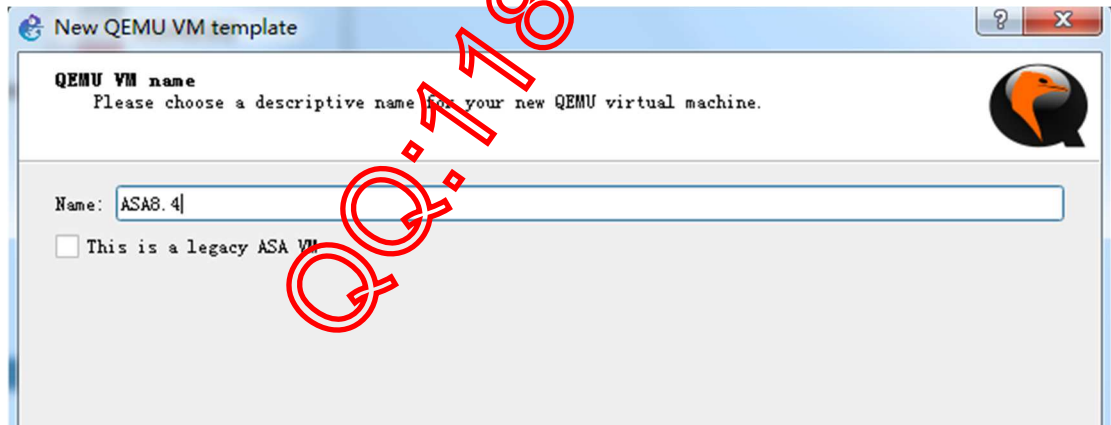 New QEMU VM template
QEMU VM name
Please choose a descriptive name for your new QEMU virtual machine.
Name: ASA8.4
This is a legacy ASA VM
QQ:118